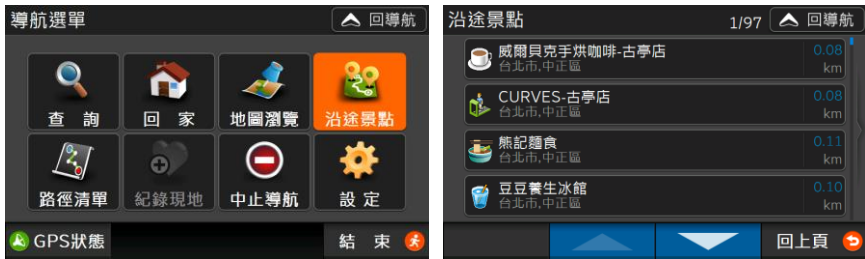 導航選單
回導航
查 詢
回 家
地圖瀏覽
沿途景點
路徑清單
紀錄現地
中止導航
設 定
GPS狀態
結 束
沿途景點
1/97
回導航
威爾貝克手烘咖啡-古亭店
台北市,中正區
0.08
km
CURVES-古亭店
台北市,中正區
0.08
km
熊記麵食
台北市,中正區
0.11
km
豆豆養生冰館
台北市,中正區
0.10
km
回上頁